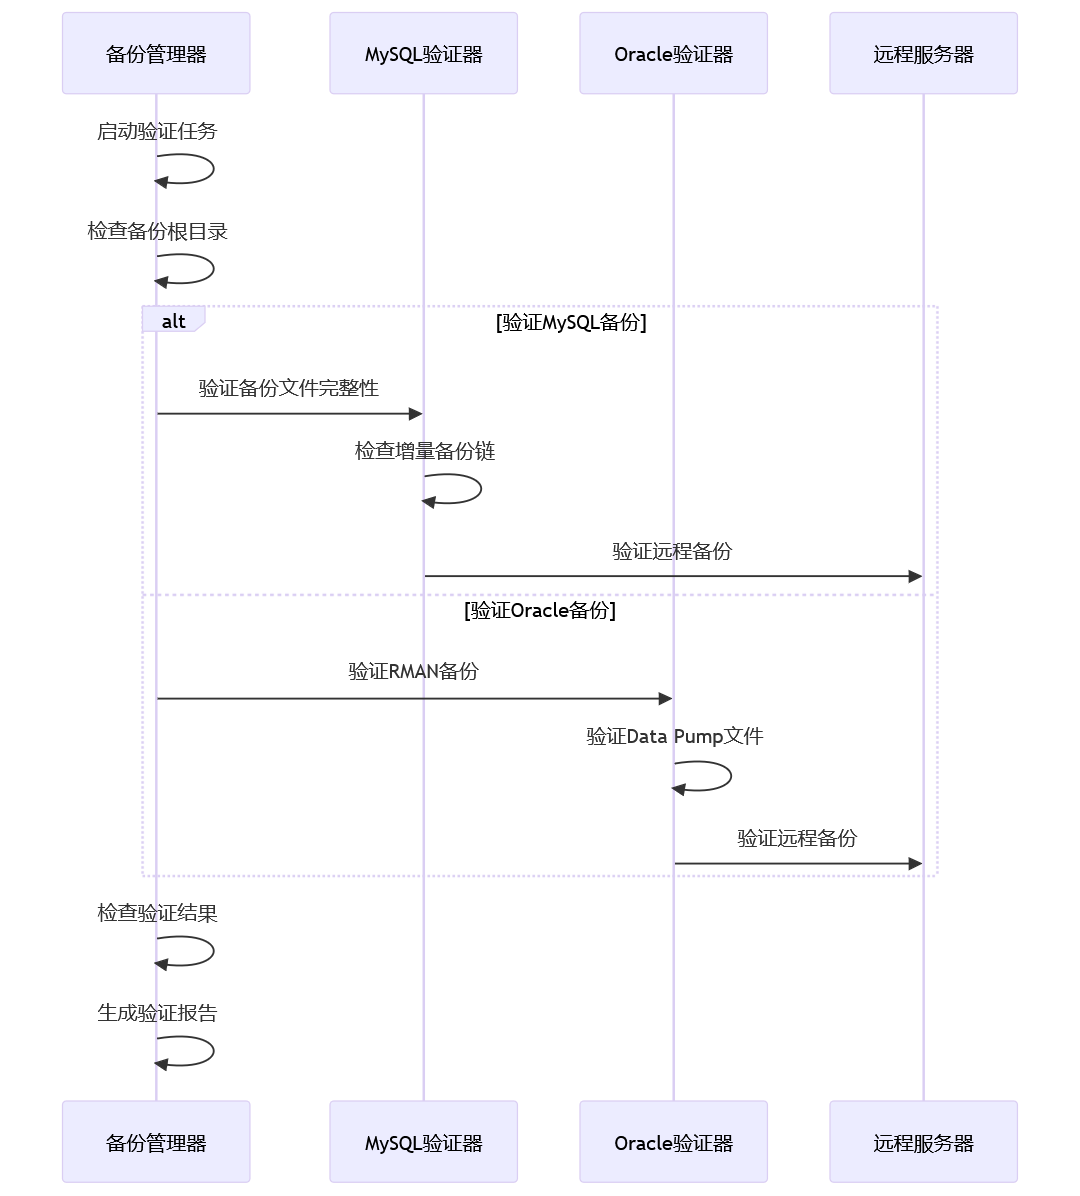 备份管理器
MySQL验证器
Oracle验证器
远程服务器
启动验证任务
检查备份根目录
alt
[验证MySQL备份]
验证备份文件完整性
检查增量备份链
验证远程备份
[验证Oracle备份]
验证RMAN备份
验证Data Pump文件
验证远程备份
检查验证结果
生成验证报告
备份管理器
MySQL验证器
Oracle验证器
远程服务器